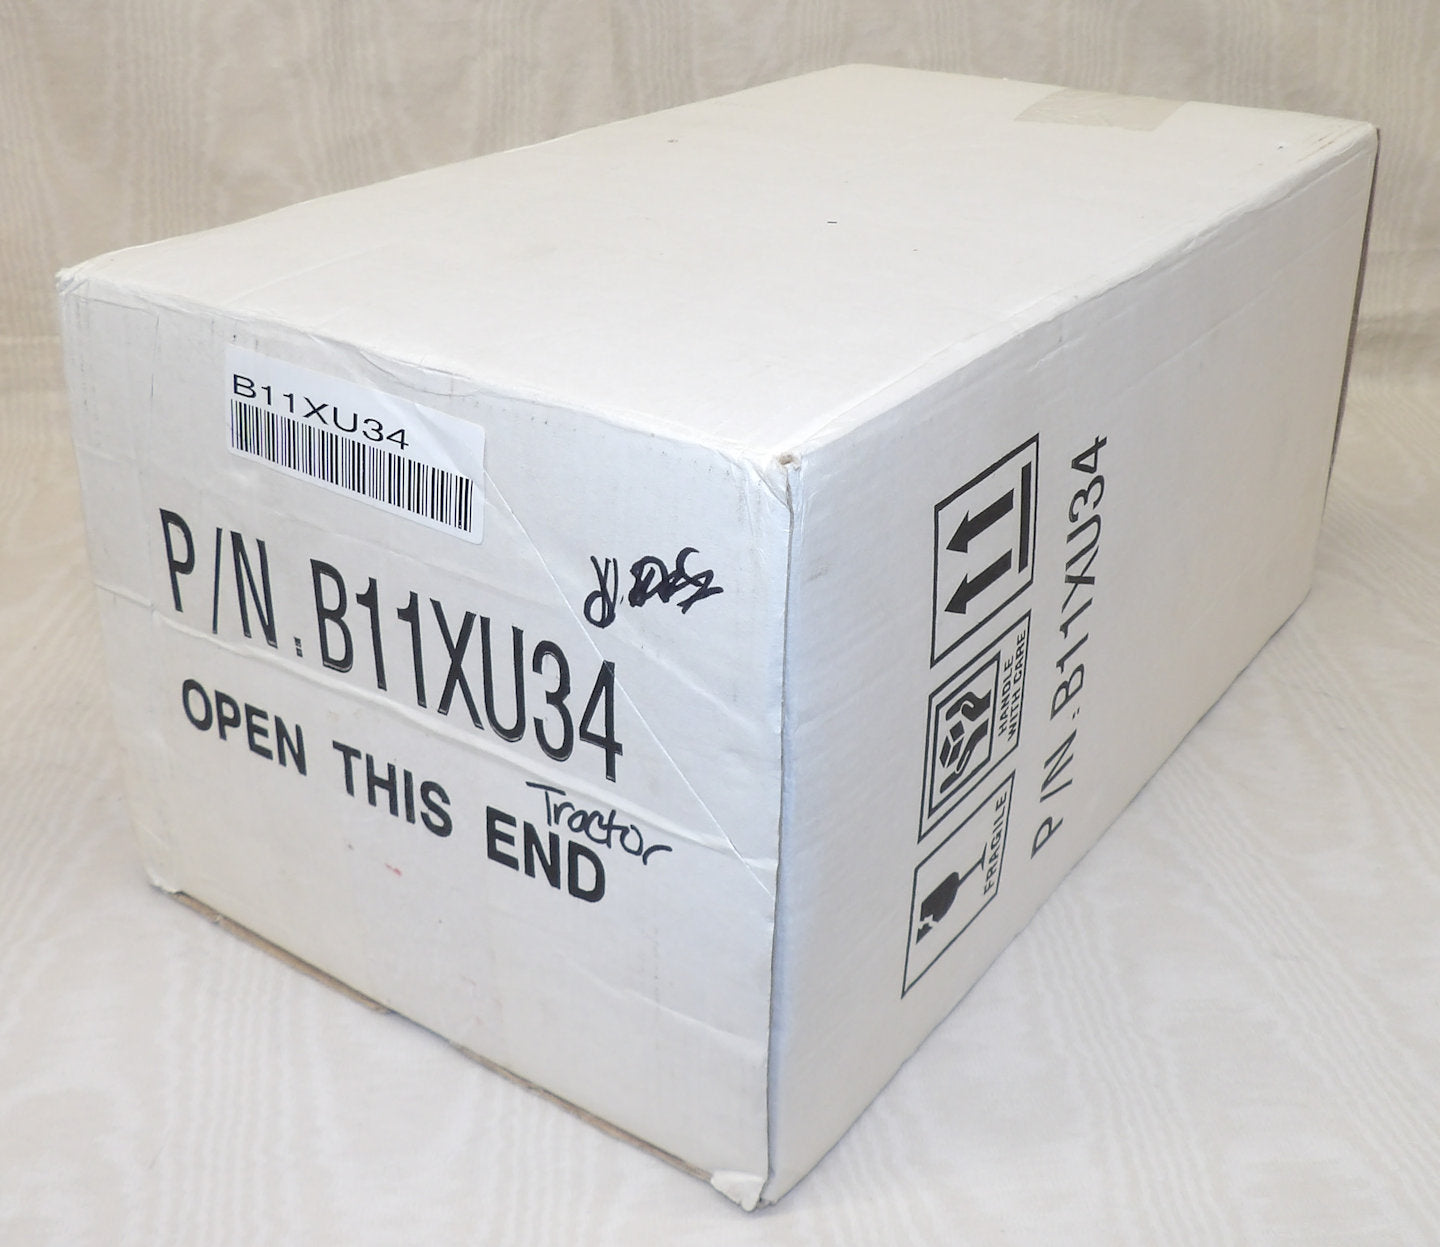 B11XU34
P/N.B11XU34
OPEN THIS END
Tractor
HANDLE
WITH CARE
FRAGILE
P/N.B11XU34